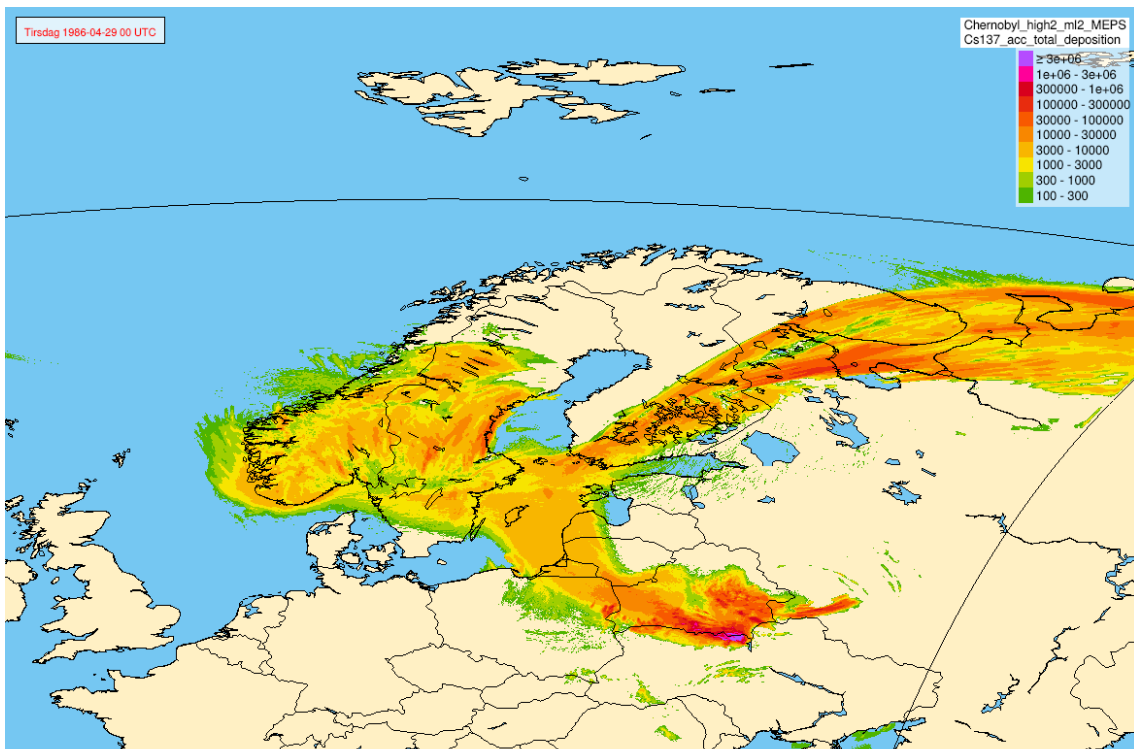 Tirsdag 1986-04-29 00 UTC
Chernobyl_high2_ml2_MEPS
Cs137_acc_total_deposition
≥ 3e+06
1e+06 - 3e+06
300000 - 1e+06
100000 - 300000
30000 - 100000
10000 - 30000
3000 - 10000
1000 - 3000
300 - 1000
100 - 300